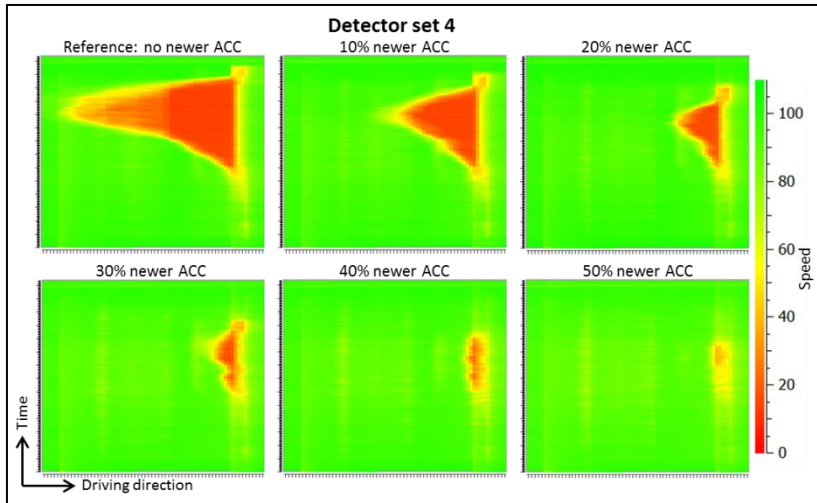 Detector set 4
Reference: no newer ACC
10% newer ACC
20% newer ACC
30% newer ACC
40% newer ACC
50% newer ACC
100
80
60
40
20
0
Speed
Time
Driving direction